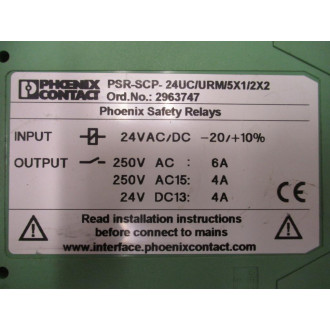 PHŒNIX CONTACT
PSR-SCP- 24UC/URM/5X1/2X2
Ord.No.: 2963747
Phoenix Safety Relays
INPUT 24VAC/DC -20/+10%
OUTPUT 250V AC: 6A
250V AC15: 4A
24V DC13: 4A
CE
Read installation instructions
before connect to mains
www.interface.phoenixcontact.com